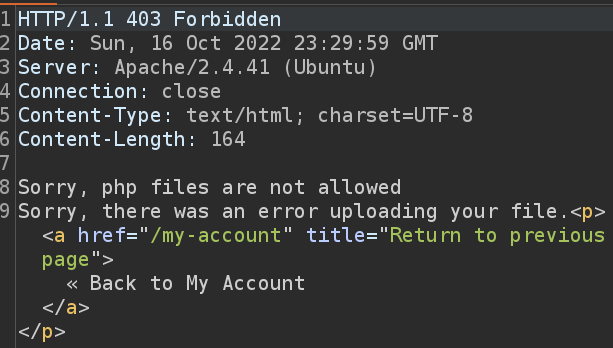 1 HTTP/1.1 403 Forbidden
2 Date: Sun, 16 Oct 2022 23:29:59 GMT
3 Server: Apache/2.4.41 (Ubuntu)
4 Connection: close
5 Content-Type: text/html; charset=UTF-8
6 Content-Length: 164
7
8 Sorry, php files are not allowed
9 Sorry, there was an error uploading your file.<p>
<a href="/my-account" title="Return to previous
page">
« Back to My Account
</a>
</p>